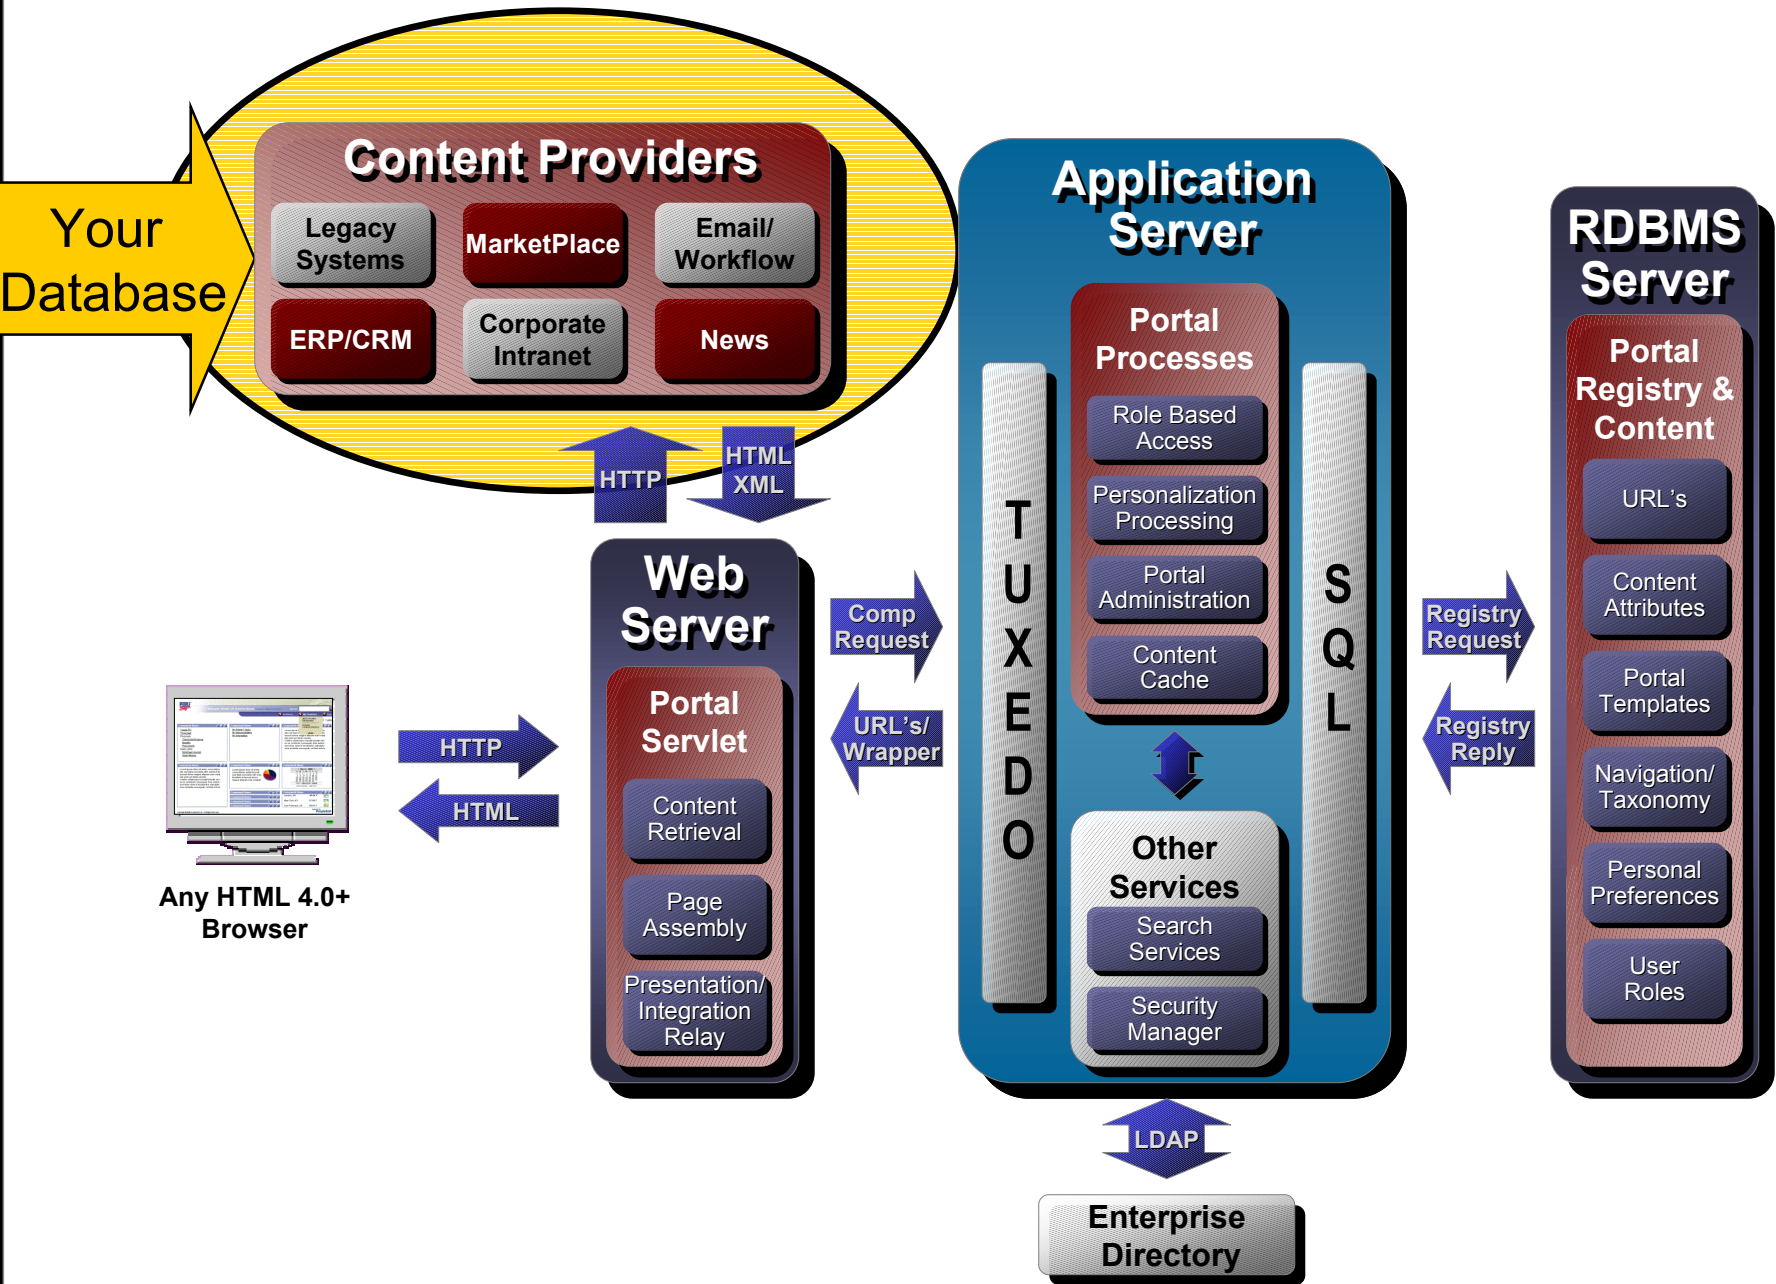 Content Providers
Legacy
Systems
MarketPlace
Email/
Workflow
ERP/CRM
Corporate
Intranet
News
Your
Database
HTTP
HTML
XML
Web
Server
Portal
Servlet
Content
Retrieval
Page
Assembly
Presentation/
Integration
Relay
HTTP
HTML
Any HTML 4.0+
Browser
Comp
Request
URL's/
Wrapper
Application
Server
TUXEDO
Portal
Processes
Role Based
Access
Personalization
Processing
Portal
Administration
Content
Cache
Other
Services
Search
Services
Security
Manager
SQL
LDAP
Enterprise
Directory
Registry
Request
Registry
Reply
RDBMS
Server
Portal
Registry &
Content
URL's
Content
Attributes
Portal
Templates
Navigation/
Taxonomy
Personal
Preferences
User
Roles